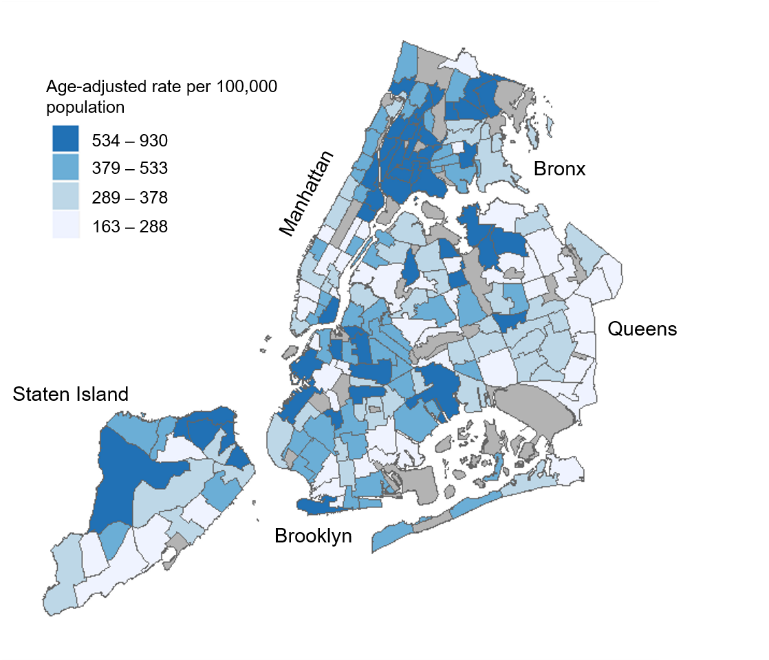 Age-adjusted rate per 100,000
population
534 – 930
379 – 533
289 – 378
163 – 288
Manhattan
Bronx
Queens
Staten Island
Brooklyn